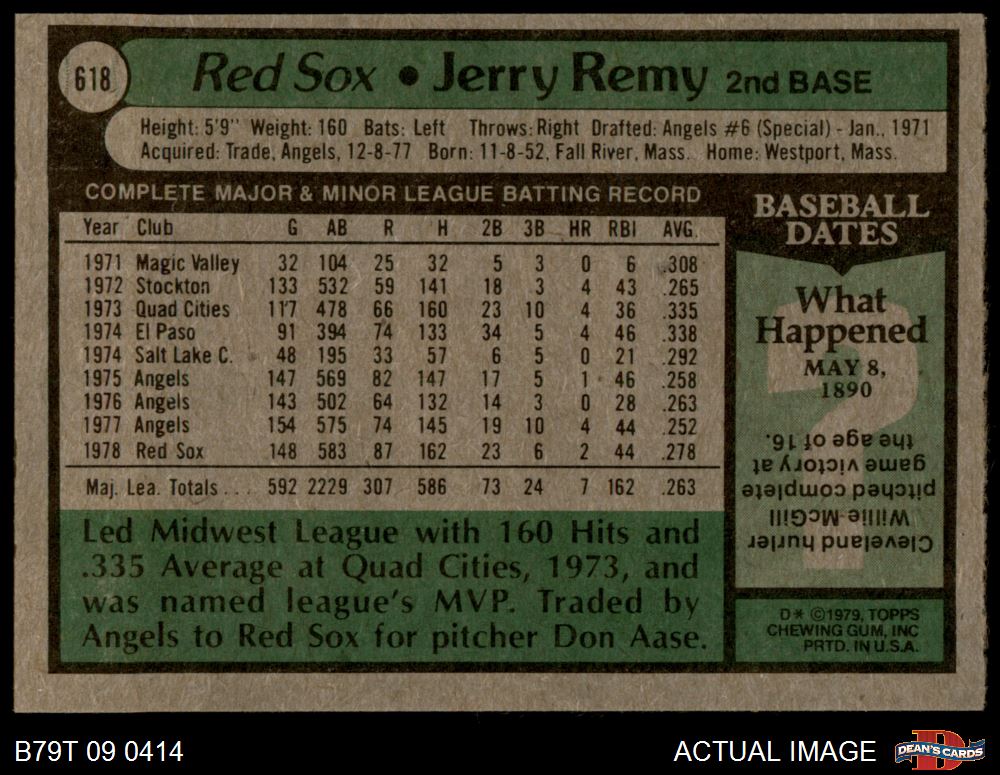 618
Red Sox • Jerry Remy 2nd BASE
Height: 5'9" Weight: 160 Bats: Left Throws: Right Drafted: Angels #6 (Special) - Jan., 1971
Acquired: Trade, Angels, 12-8-77 Born: 11-8-52, Fall River, Mass. Home: Westport, Mass.
COMPLETE MAJOR & MINOR LEAGUE BATTING RECORD
Year Club G AB R H 2B 3B HR RBI AVG.
1971 Magic Valley 32 104 25 32 5 3 0 6 .308
1972 Stockton 133 532 59 141 18 3 4 43 .265
1973 Quad Cities 117 478 66 160 23 10 4 36 .335
1974 El Paso 91 394 74 133 34 5 4 46 .338
1974 Salt Lake C. 48 195 33 57 6 5 0 21 .292
1975 Angels 147 569 82 147 17 5 1 46 .258
1976 Angels 143 502 64 132 14 3 0 28 .263
1977 Angels 154 575 74 145 19 10 4 44 .252
1978 Red Sox 148 583 87 162 23 6 2 44 .278
Maj. Lea. Totals . . . 592 2229 307 586 73 24 7 162 .263
Led Midwest League with 160 Hits and
.335 Average at Quad Cities, 1973, and
was named league's MVP. Traded by
Angels to Red Sox for pitcher Don Aase.
BASEBALL
DATES
What
Happened
MAY 8,
1890
?
Cleveland hurler
Willie McGill
pitched complete
game victory at
the age of 16.
D* ©1979, TOPPS
CHEWING GUM, INC
PRTD. IN U.S.A.
B79T 09 0414
ACTUAL IMAGE
D
DEAN'S CARDS